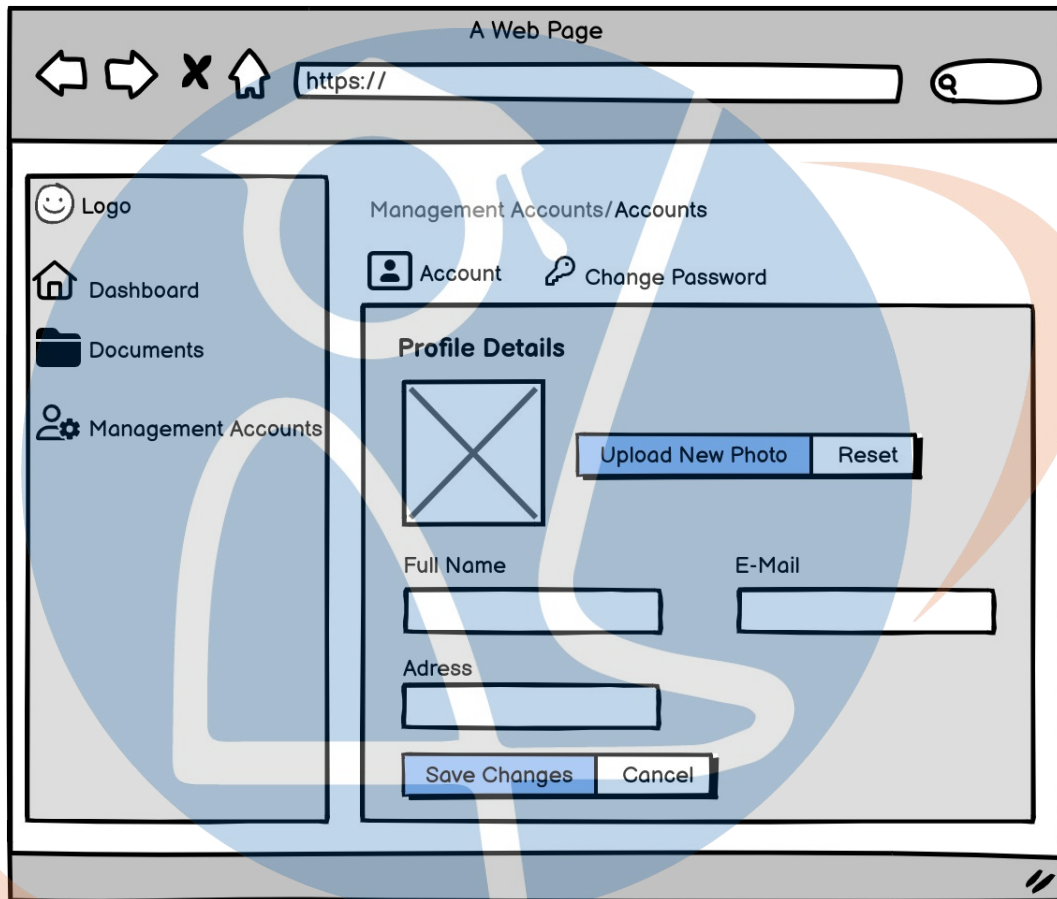 A Web Page
https://
Logo
Dashboard
Documents
Management Accounts
Management Accounts/Accounts
Account Change Password
Profile Details
Upload New Photo Reset
Full Name E-Mail
Adress
Save Changes Cancel